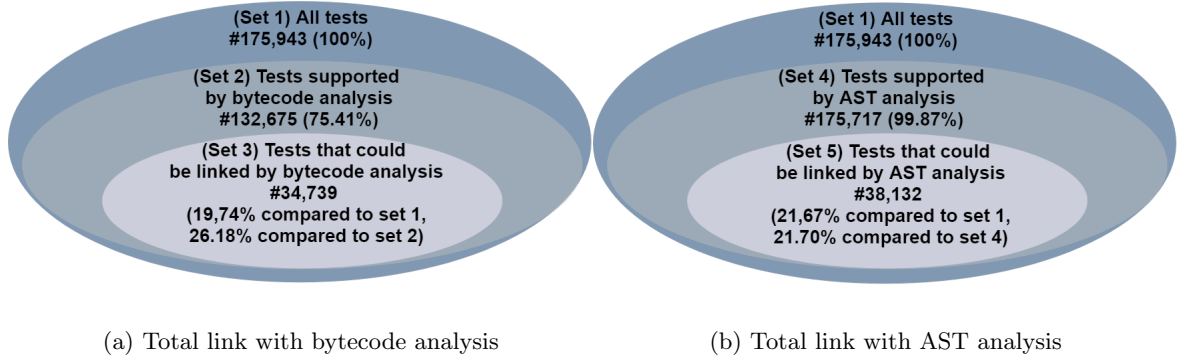 (Set 1) All tests
#175,943 (100%)
(Set 2) Tests supported
by bytecode analysis
#132,675 (75.41%)
(Set 3) Tests that could
be linked by bytecode analysis
#34,739
(19,74% compared to set 1,
26.18% compared to set 2)
(a) Total link with bytecode analysis
(Set 1) All tests
#175,943 (100%)
(Set 4) Tests supported
by AST analysis
#175,717 (99.87%)
(Set 5) Tests that could
be linked by AST analysis
#38,132
(21,67% compared to set 1,
21.70% compared to set 4)
(b) Total link with AST analysis